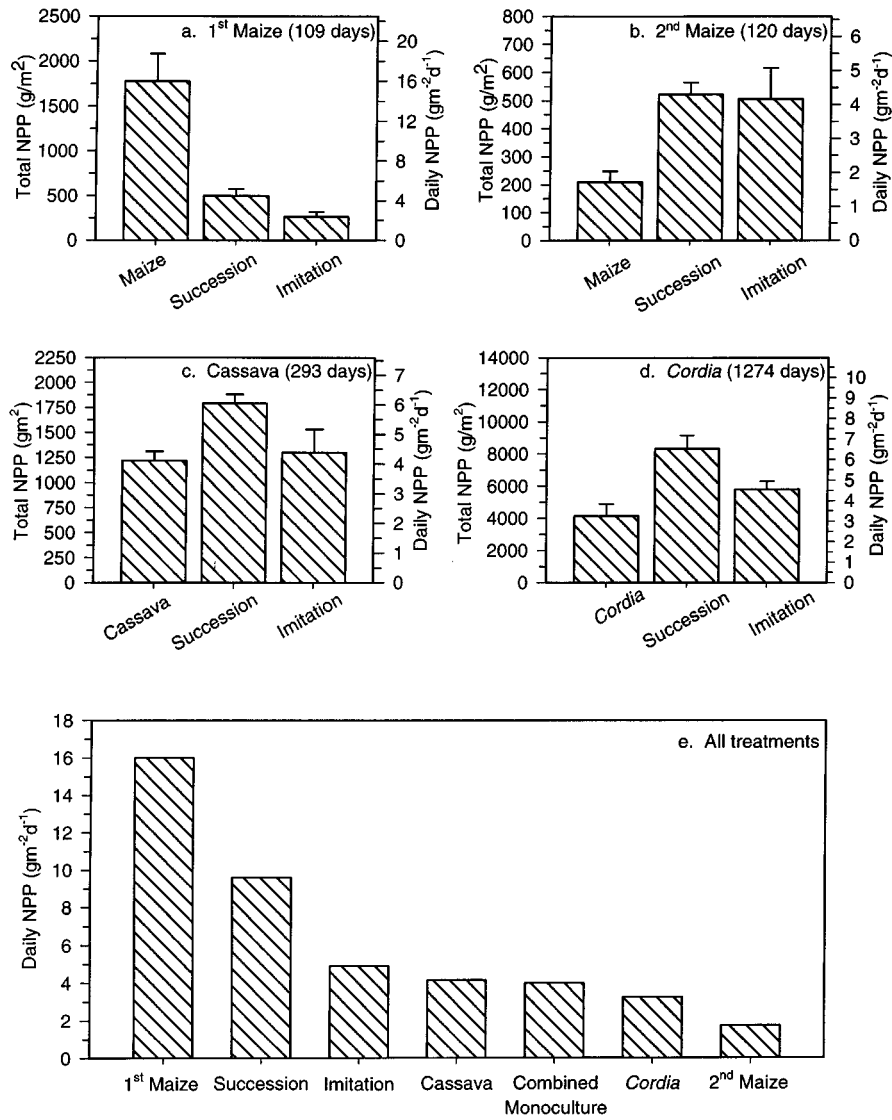 a. 1st Maize (109 days)
Total NPP (g/m2)
2500
2250
2000
1750
1500
1250
1000
750
500
250
0
20
16
12
8
4
0
Daily NPP (gm-2d-1)
Maize
Succession
Imitation
b. 2nd Maize (120 days)
Total NPP (g/m2)
800
700
600
500
400
300
200
100
0
6
5
4
3
2
1
0
Daily NPP (gm-2d-1)
Maize
Succession
Imitation
c. Cassava (293 days)
Total NPP (gm2)
2250
2000
1750
1500
1250
1000
750
500
250
0
7
6
5
4
3
2
1
0
Daily NPP (gm-2d-1)
Cassava
Succession
Imitation
d. Cordia (1274 days)
Total NPP (g/m2)
14000
12000
10000
8000
6000
4000
2000
0
10
9
8
7
6
5
4
3
2
1
0
Daily NPP (gm-2d-1)
Cordia
Succession
Imitation
e. All treatments
Daily NPP (gm-2d-1)
18
16
14
12
10
8
6
4
2
0
1st Maize
Succession
Imitation
Cassava
Combined
Monoculture
Cordia
2nd Maize